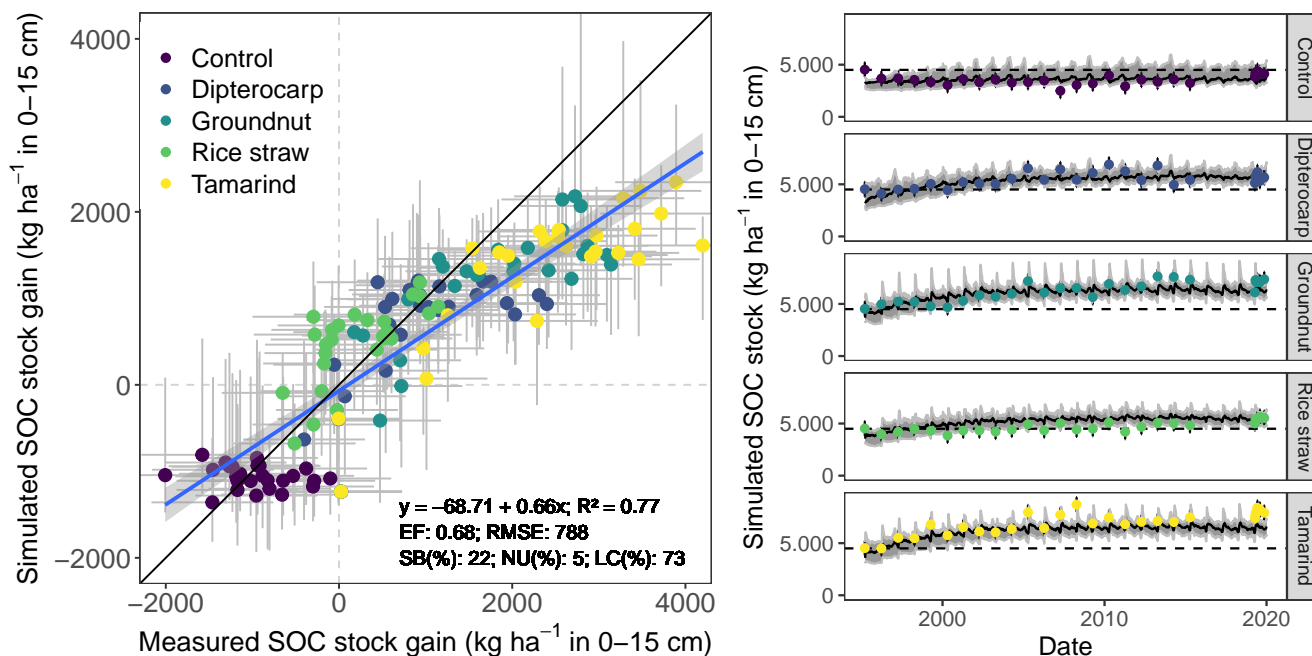 Simulated SOC stock gain (kg ha⁻¹ in 0−15 cm)
4000
2000
0
−2000
Control
Dipterocarp
Groundnut
Rice straw
Tamarind
y = −68.71 + 0.66x; R² = 0.77
EF: 0.68; RMSE: 788
SB(%): 22; NU(%): 5; LC(%): 73
−2000 0 2000 4000
Measured SOC stock gain (kg ha⁻¹ in 0−15 cm)
Simulated SOC stock (kg ha⁻¹ in 0−15 cm)
5.000
0
Control
5.000
0
Dipterocarp
5.000
0
Groundnut
5.000
0
Rice straw
5.000
0
Tamarind
2000 2010 2020
Date